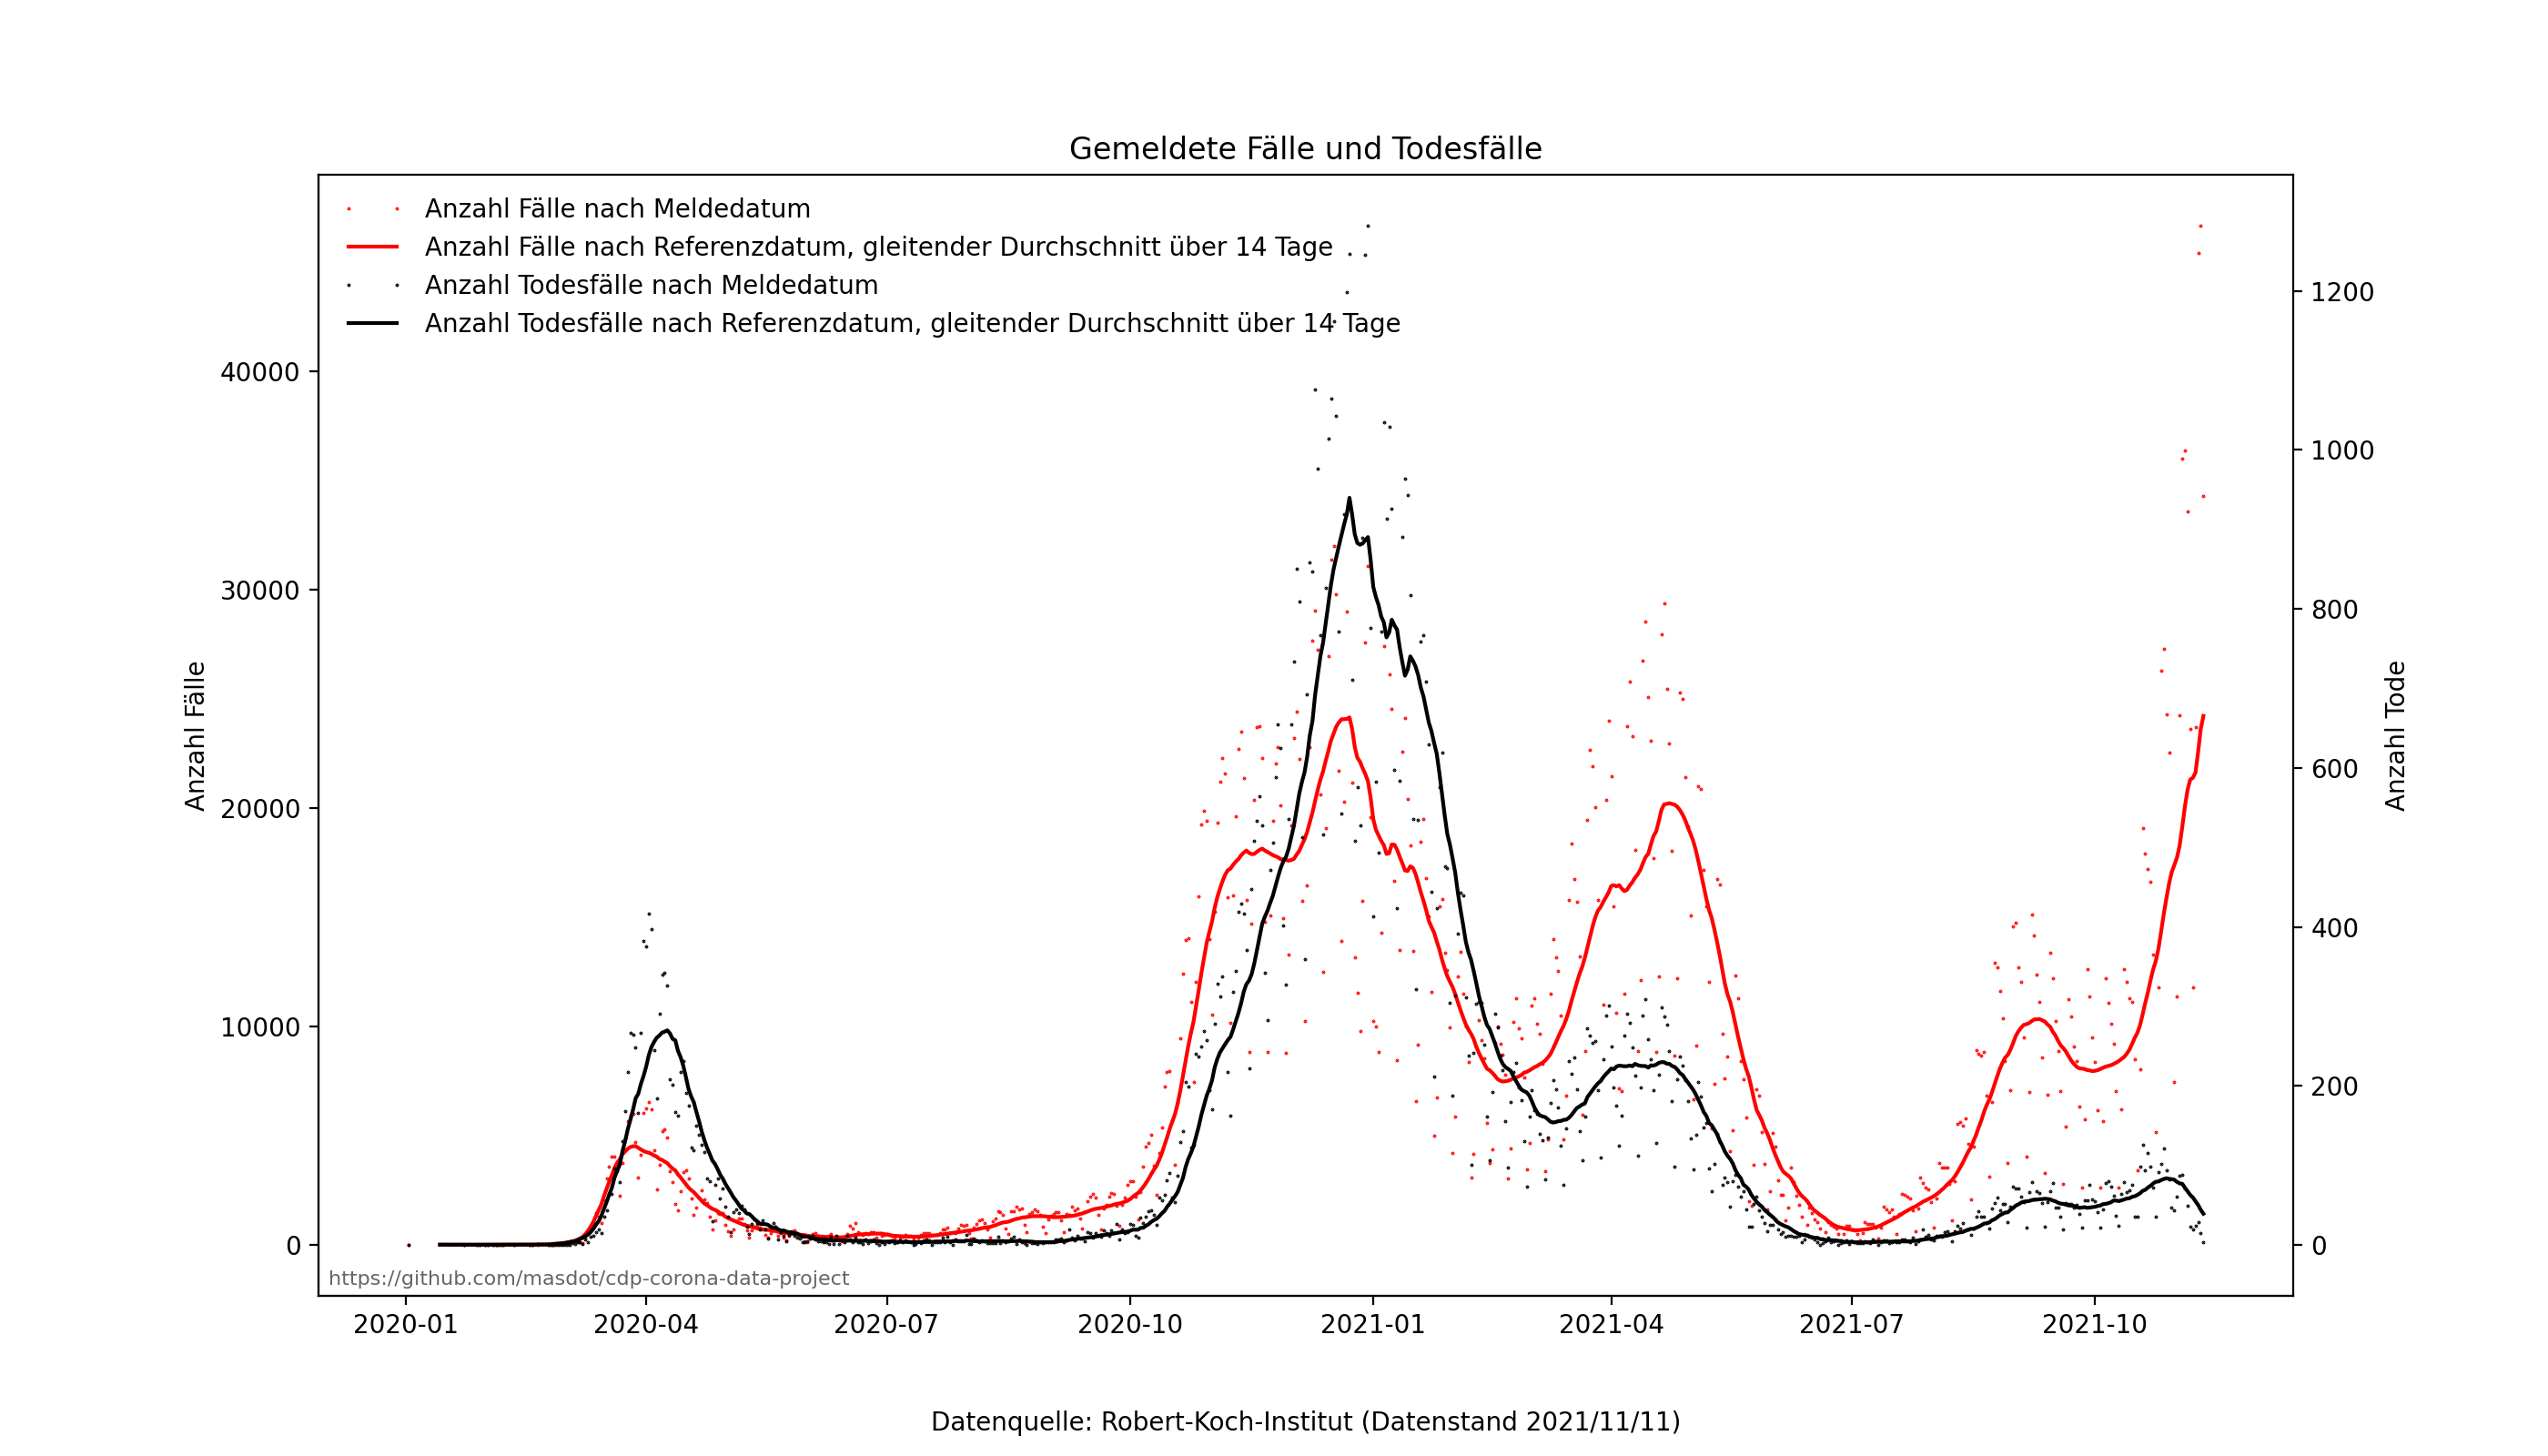 Gemeldete Fälle und Todesfälle
Anzahl Fälle nach Meldedatum
Anzahl Fälle nach Referenzdatum, gleitender Durchschnitt über 14 Tage
Anzahl Todesfälle nach Meldedatum
Anzahl Todesfälle nach Referenzdatum, gleitender Durchschnitt über 14 Tage
Anzahl Fälle
40000
30000
20000
10000
0
1200
1000
800
600
400
200
0
Anzahl Tode
https://github.com/masdot/cdp-corona-data-project
2020-01 2020-04 2020-07 2020-10 2021-01 2021-04 2021-07 2021-10
Datenquelle: Robert-Koch-Institut (Datenstand 2021/11/11)